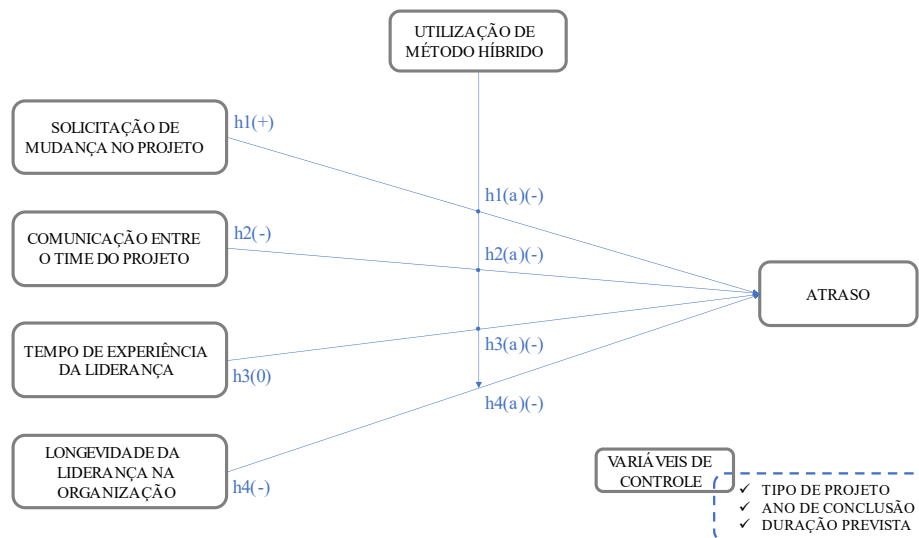 UTILIZAÇÃO DE
MÉTODO HÍBRIDO
SOLICITAÇÃO DE
MUDANÇA NO PROJETO
h1(+)
h1(a)(-)
COMUNICAÇÃO ENTRE
O TIME DO PROJETO
h2(-)
h2(a)(-)
ATRASO
TEMPO DE EXPERIÊNCIA
DA LIDERANÇA
h3(0)
h3(a)(-)
h4(a)(-)
LONGEVIDADE DA
LIDERANÇA NA
ORGANIZAÇÃO
h4(-)
VARIÁVEIS DE
CONTROLE
✓ TIPO DE PROJETO
✓ ANO DE CONCLUSÃO
✓ DURAÇÃO PREVISTA